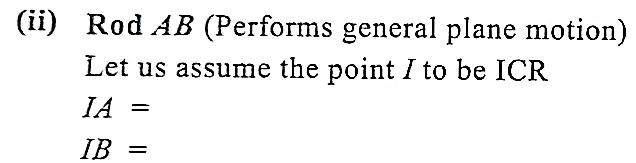 (ii) Rod AB (Performs general plane motion)
Let us assume the point I to be ICR
IA =
IB =